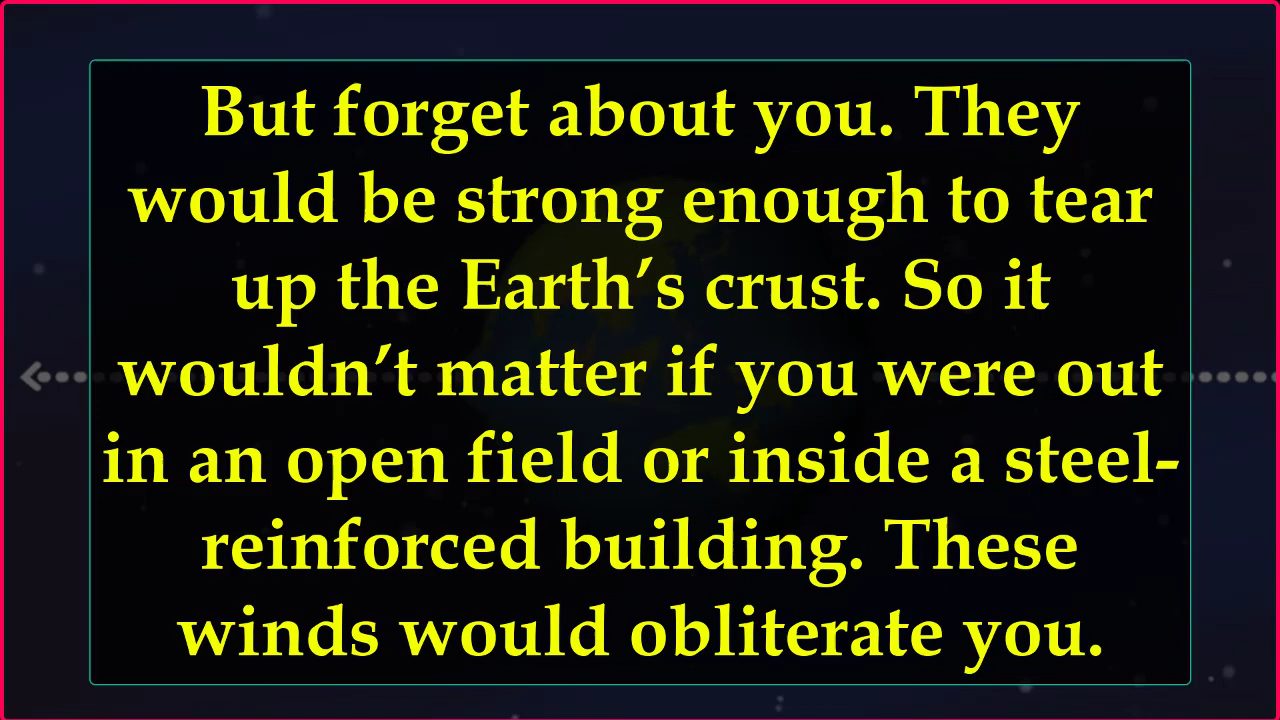 But forget about you. They
would be strong enough to tear
up the Earth’s crust. So it
wouldn’t matter if you were out
in an open field or inside a steel-
reinforced building. These
winds would obliterate you.